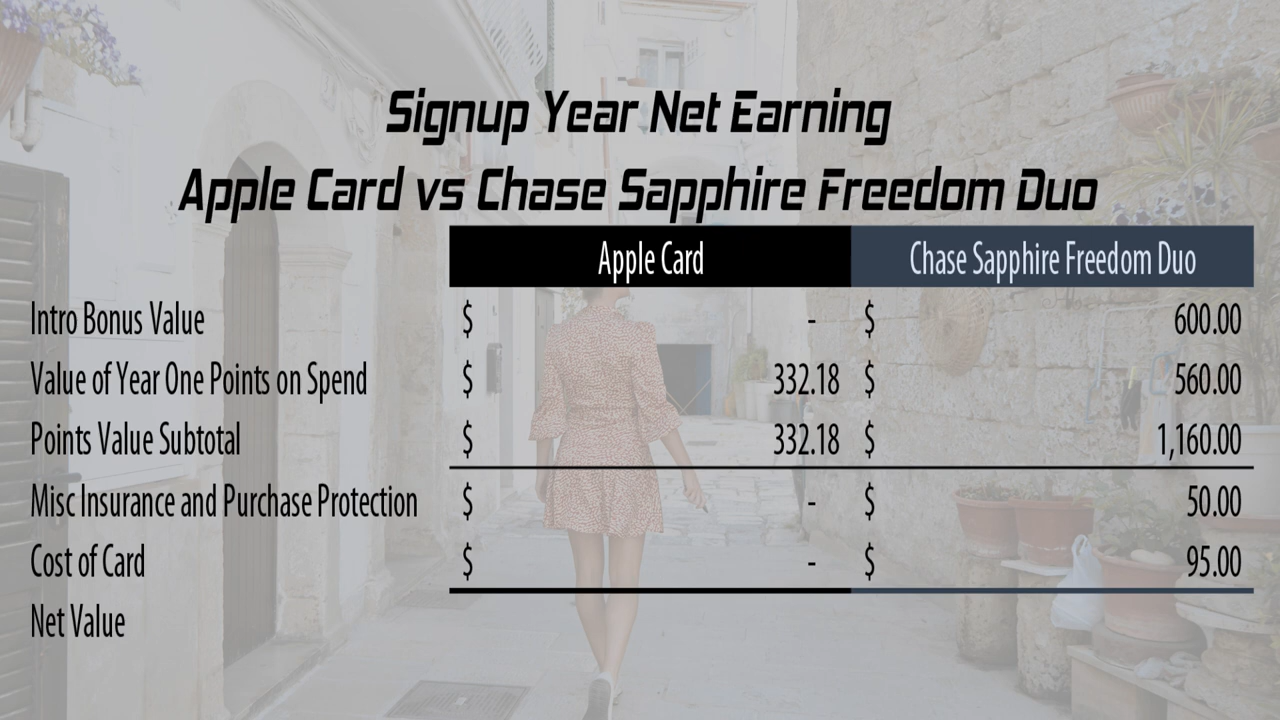 Signup Year Net Earning
Apple Card vs Chase Sapphire Freedom Duo
Apple Card Chase Sapphire Freedom Duo
Intro Bonus Value $ - $ 600.00
Value of Year One Points on Spend $ 332.18 $ 560.00
Points Value Subtotal $ 332.18 $ 1,160.00
Misc Insurance and Purchase Protection $ - $ 50.00
Cost of Card $ - $ 95.00
Net Value